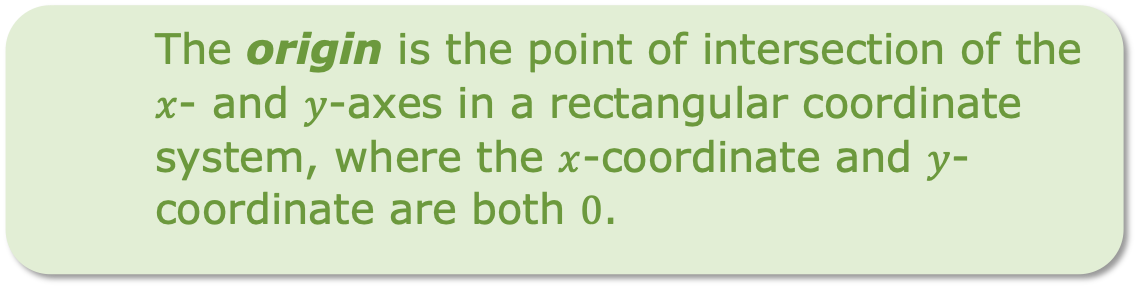 The origin is the point of intersection of the
x- and y-axes in a rectangular coordinate
system, where the x-coordinate and y-
coordinate are both 0.